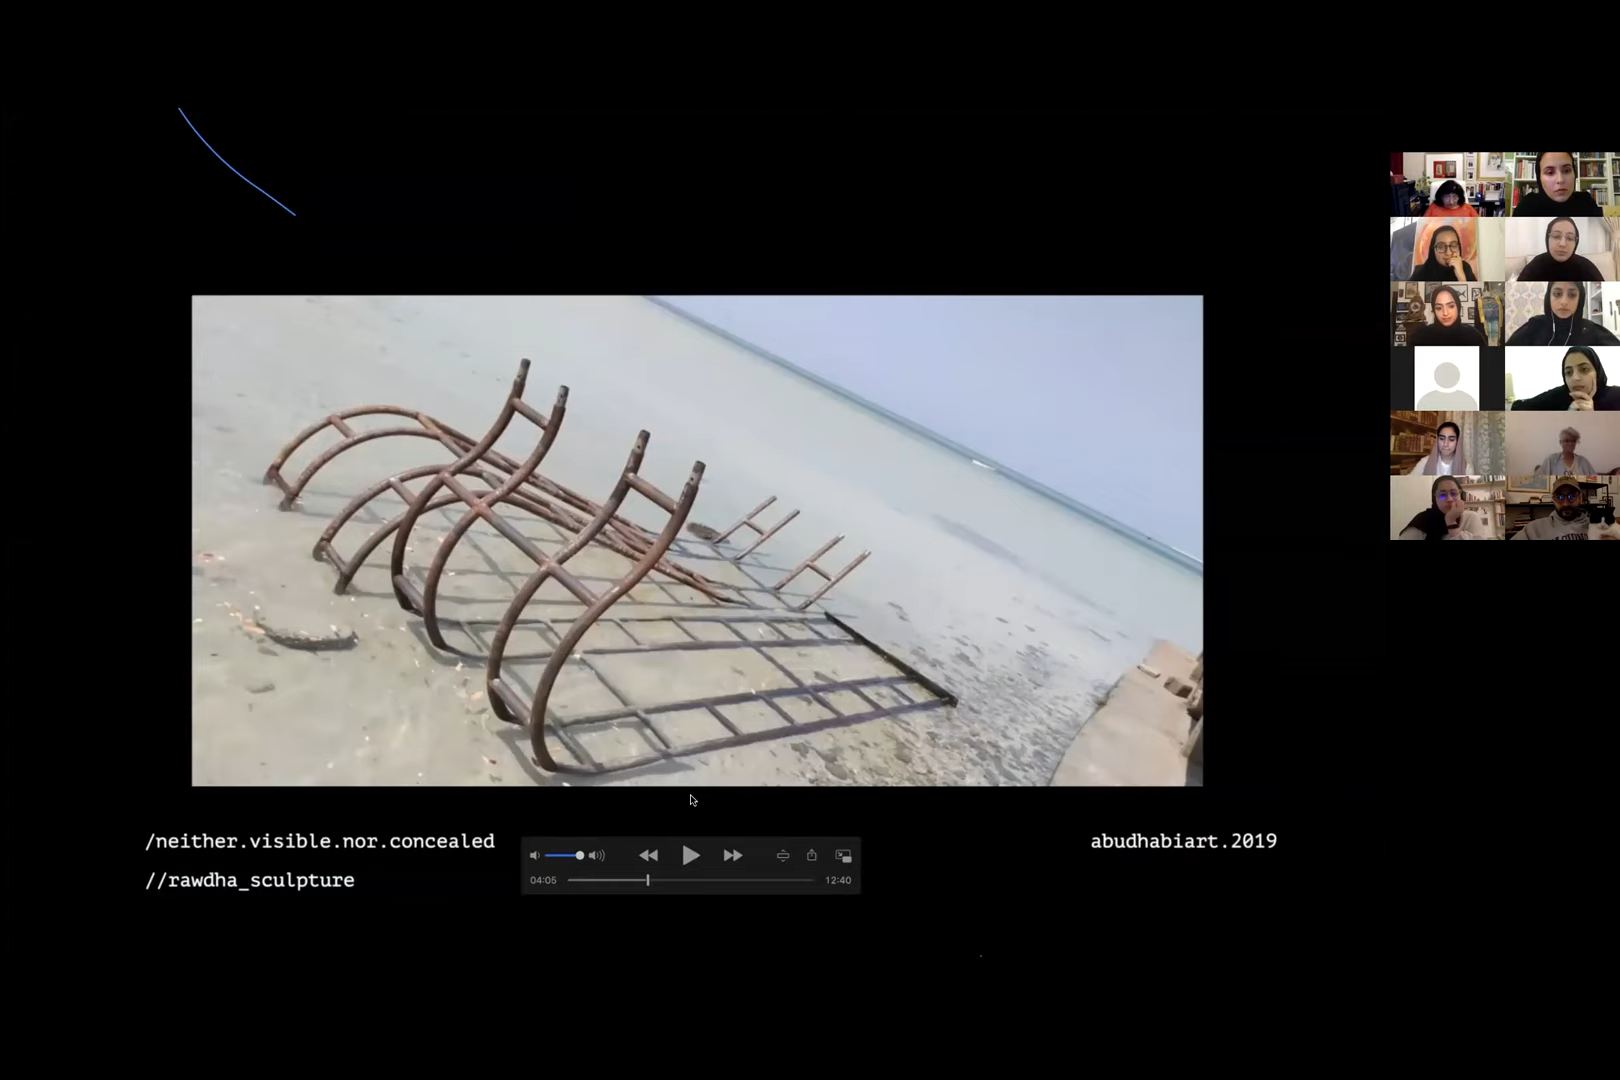 /neither.visible.nor.concealed
//rawdha_sculpture
abudhabiart.2019
04:05
12:40